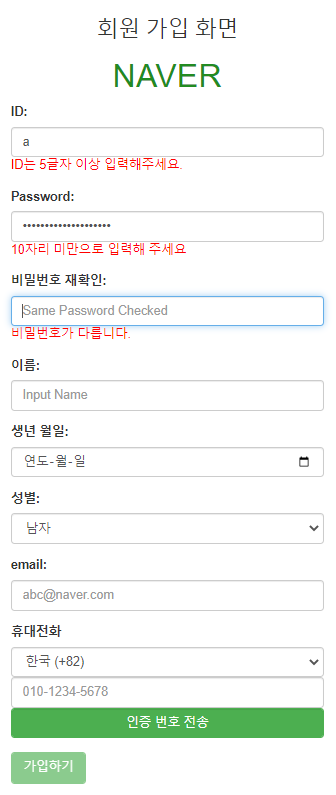 회원 가입 화면
NAVER
ID:
a
ID는 5글자 이상 입력해주세요.
Password:
••••••••••••••••••••
10자리 미만으로 입력해 주세요
비밀번호 재확인:
Same Password Checked
비밀번호가 다릅니다.
이름:
Input Name
생년 월일:
연도-월-일
성별:
남자
email:
abc@naver.com
휴대전화
한국 (+82)
010-1234-5678
인증 번호 전송
가입하기